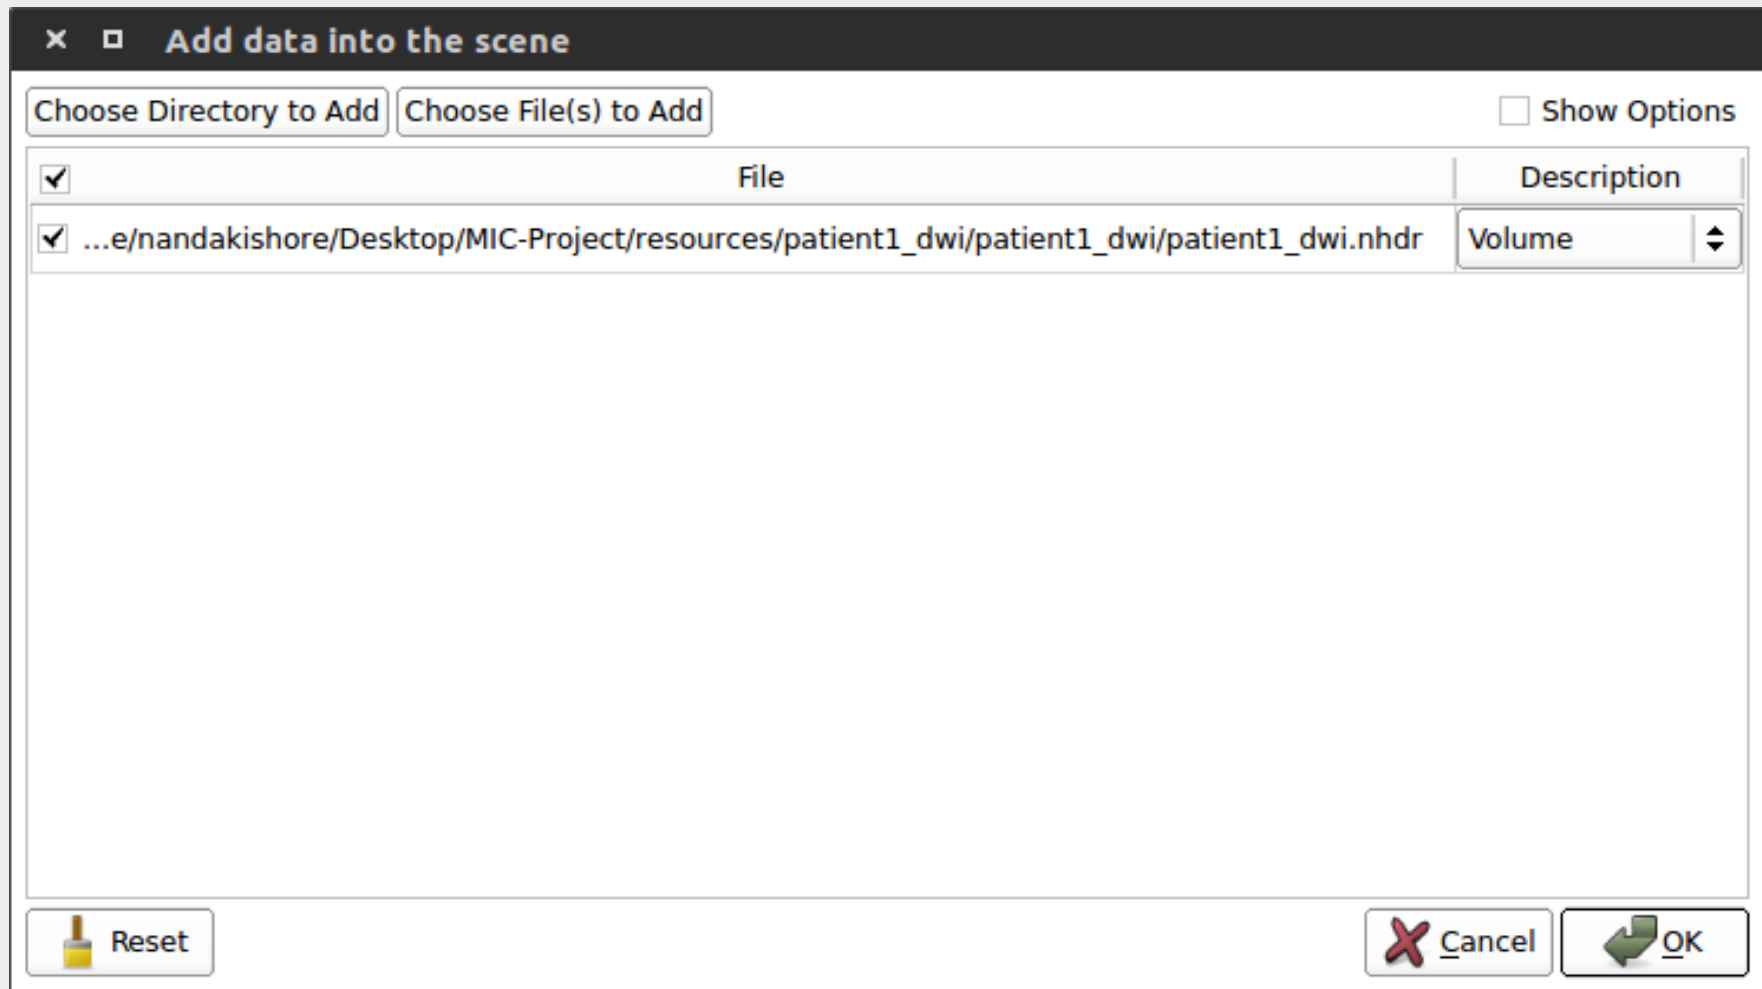 Add data into the scene
Choose Directory to Add Choose File(s) to Add Show Options
File Description
...e/nandakishore/Desktop/MIC-Project/resources/patient1_dwi/patient1_dwi/patient1_dwi.nhdr Volume
Reset Cancel OK